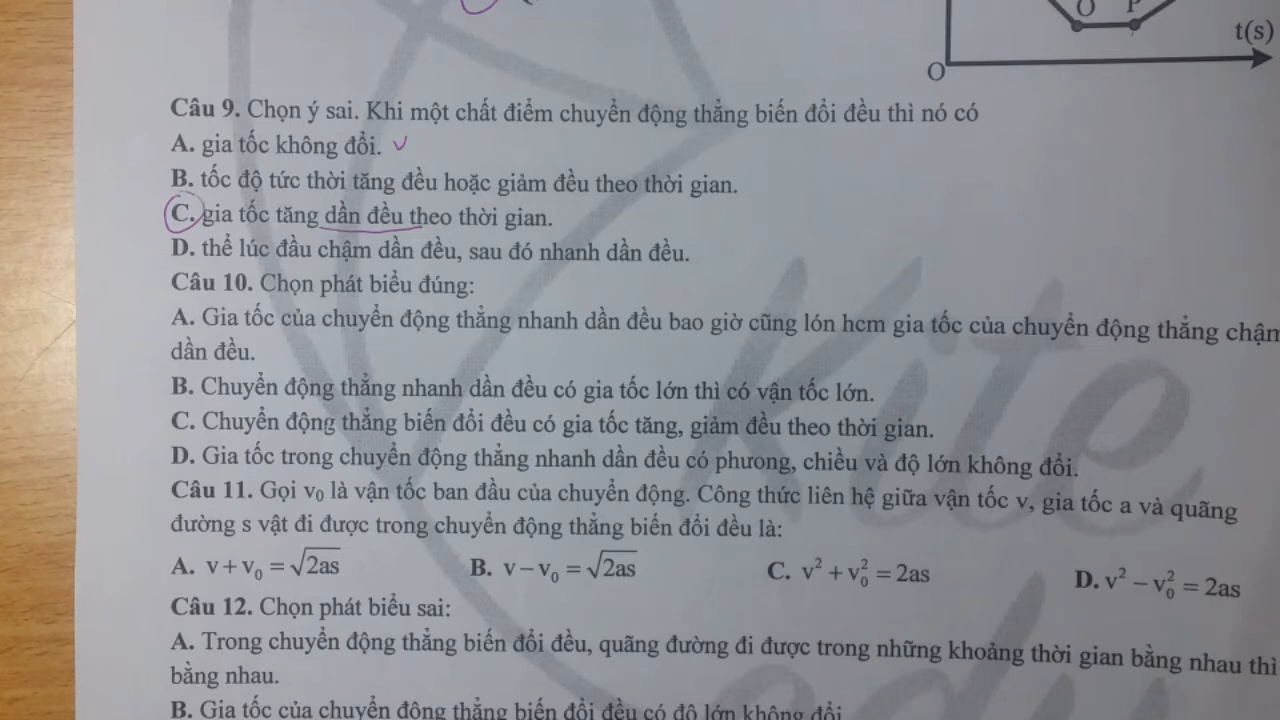 O P
t(s)
O
Câu 9. Chọn ý sai. Khi một chất điểm chuyển động thẳng biến đổi đều thì nó có
A. gia tốc không đổi.
B. tốc độ tức thời tăng đều hoặc giảm đều theo thời gian.
C. gia tốc tăng dần đều theo thời gian.
D. thể lúc đầu chậm dần đều, sau đó nhanh dần đều.
Câu 10. Chọn phát biểu đúng:
A. Gia tốc của chuyển động thẳng nhanh dần đều bao giờ cũng lón hcm gia tốc của chuyển động thẳng chận
dần đều.
B. Chuyển động thẳng nhanh dần đều có gia tốc lớn thì có vận tốc lớn.
C. Chuyển động thẳng biến đổi đều có gia tốc tăng, giảm đều theo thời gian.
D. Gia tốc trong chuyển động thẳng nhanh dần đều có phưong, chiều và độ lớn không đổi.
Câu 11. Gọi v₀ là vận tốc ban đầu của chuyển động. Công thức liên hệ giữa vận tốc v, gia tốc a và quãng
đường s vật đi được trong chuyển động thẳng biến đổi đều là:
A. v + v₀ = √2as B. v − v₀ = √2as C. v² + v₀² = 2as D. v² − v₀² = 2as
Câu 12. Chọn phát biểu sai:
A. Trong chuyển động thẳng biến đổi đều, quãng đường đi được trong những khoảng thời gian bằng nhau thì
bằng nhau.
B. Gia tốc của chuyển động thẳng biến đổi đều có độ lớn không đổi
Kite
edu